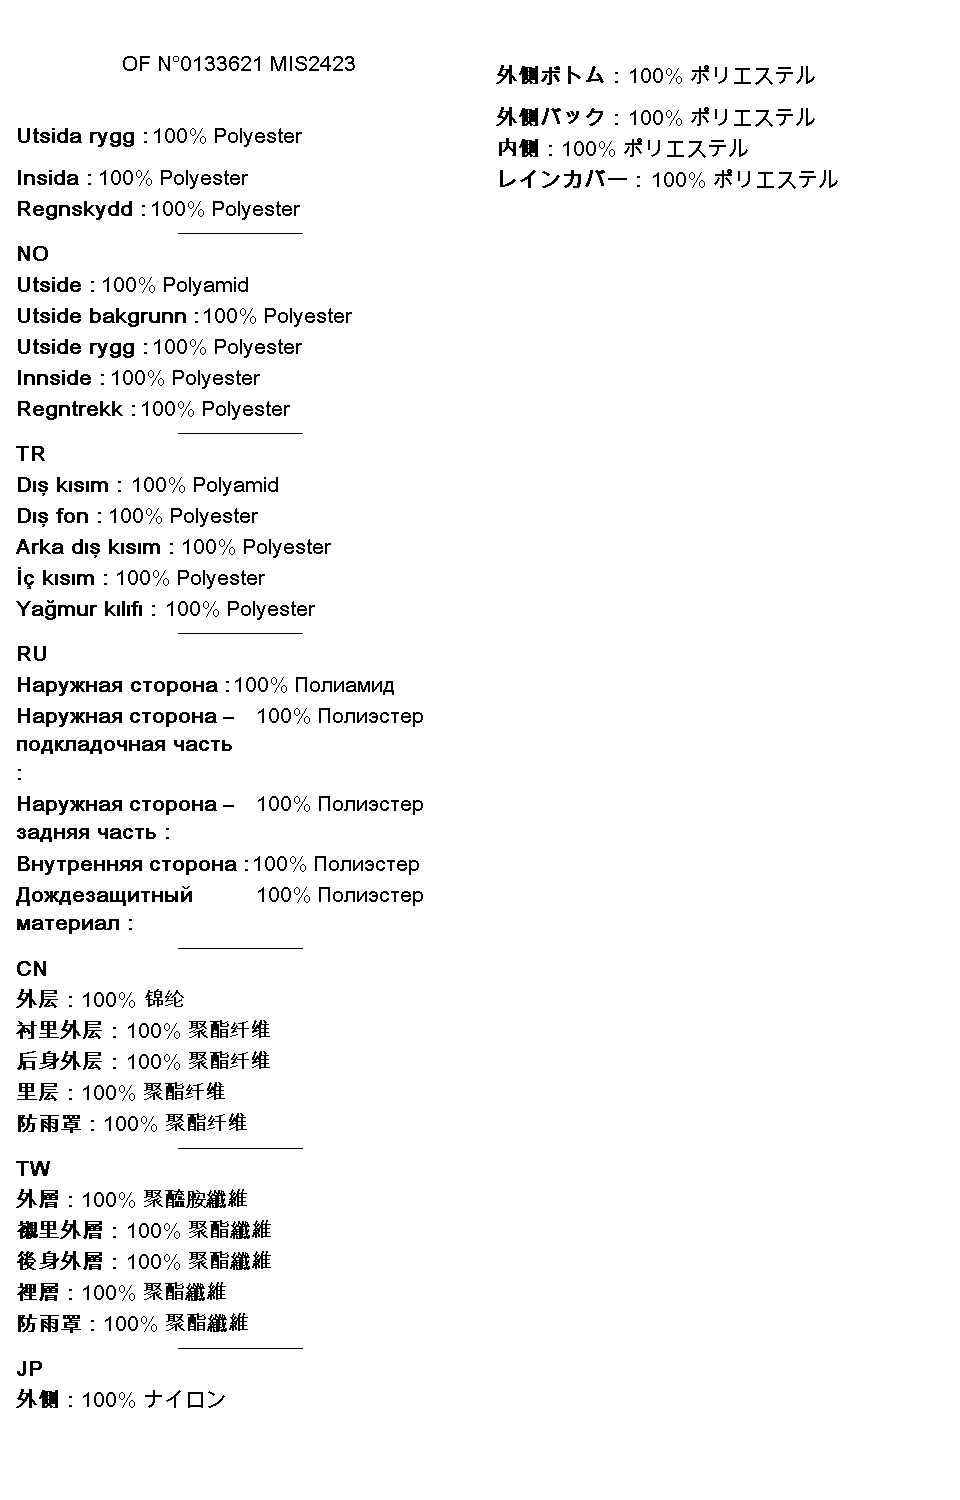 OF N°0133621 MIS2423
Utsida rygg : 100% Polyester
Insida : 100% Polyester
Regnskydd : 100% Polyester
NO
Utside : 100% Polyamid
Utside bakgrunn : 100% Polyester
Utside rygg : 100% Polyester
Innside : 100% Polyester
Regntrekk : 100% Polyester
TR
Dış kısım : 100% Polyamid
Dış fon : 100% Polyester
Arka dış kısım : 100% Polyester
İç kısım : 100% Polyester
Yağmur kılıfı : 100% Polyester
RU
Наружная сторона : 100% Полиамид
Наружная сторона – 100% Полиэстер
подкладочная часть
:
Наружная сторона – 100% Полиэстер
задняя часть :
Внутренняя сторона : 100% Полиэстер
Дождезащитный 100% Полиэстер
материал :
CN
外层 : 100% 锦纶
衬里外层 : 100% 聚酯纤维
后身外层 : 100% 聚酯纤维
里层 : 100% 聚酯纤维
防雨罩 : 100% 聚酯纤维
TW
外層 : 100% 聚醯胺纖維
襯里外層 : 100% 聚酯纖維
後身外層 : 100% 聚酯纖維
裡層 : 100% 聚酯纖維
防雨罩 : 100% 聚酯纖維
JP
外側 : 100% ナイロン
外側ボトム : 100% ポリエステル
外側バック : 100% ポリエステル
内側 : 100% ポリエステル
レインカバー : 100% ポリエステル